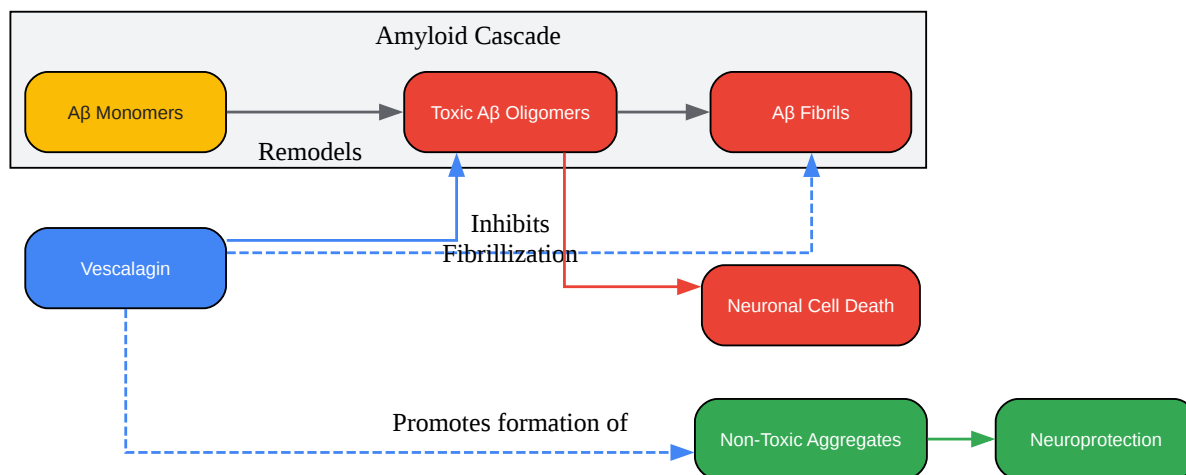 Amyloid Cascade
Aβ Monomers
Toxic Aβ Oligomers
Aβ Fibrils
Remodels
Inhibits
Fibrillization
Vescalagin
Neuronal Cell Death
Promotes formation of
Non-Toxic Aggregates
Neuroprotection